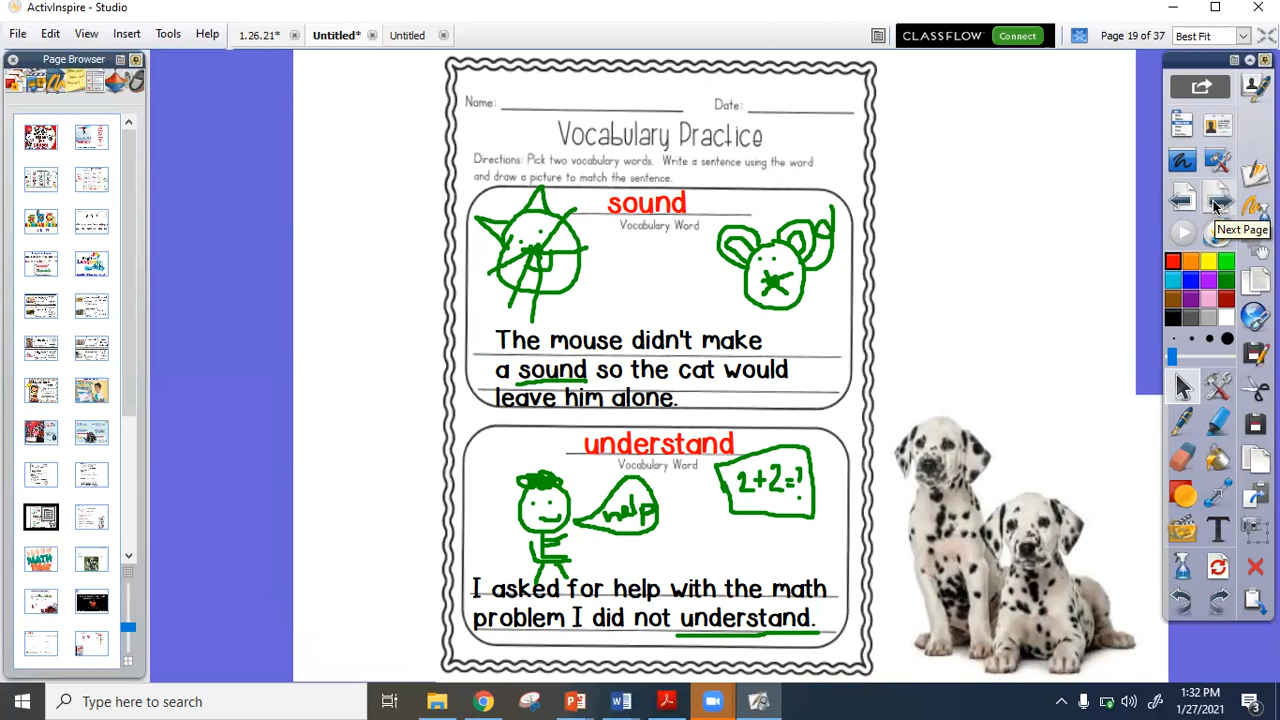 ActivInspire - Studio
File Edit View Insert Tools Help
1.26.21*
Untitled*
Untitled
CLASSFLOW Connect
Page 19 of 37
Best Fit
Page Browser
Next Page
Name:
Date:
Vocabulary Practice
Directions: Pick two vocabulary words. Write a sentence using the word
and draw a picture to match the sentence.
sound
Vocabulary Word
The mouse didn't make
a sound so the cat would
leave him alone.
understand
Vocabulary Word
help
2+2=?
I asked for help with the math
problem I did not understand.
Type here to search
1:32 PM
1/27/2021
3